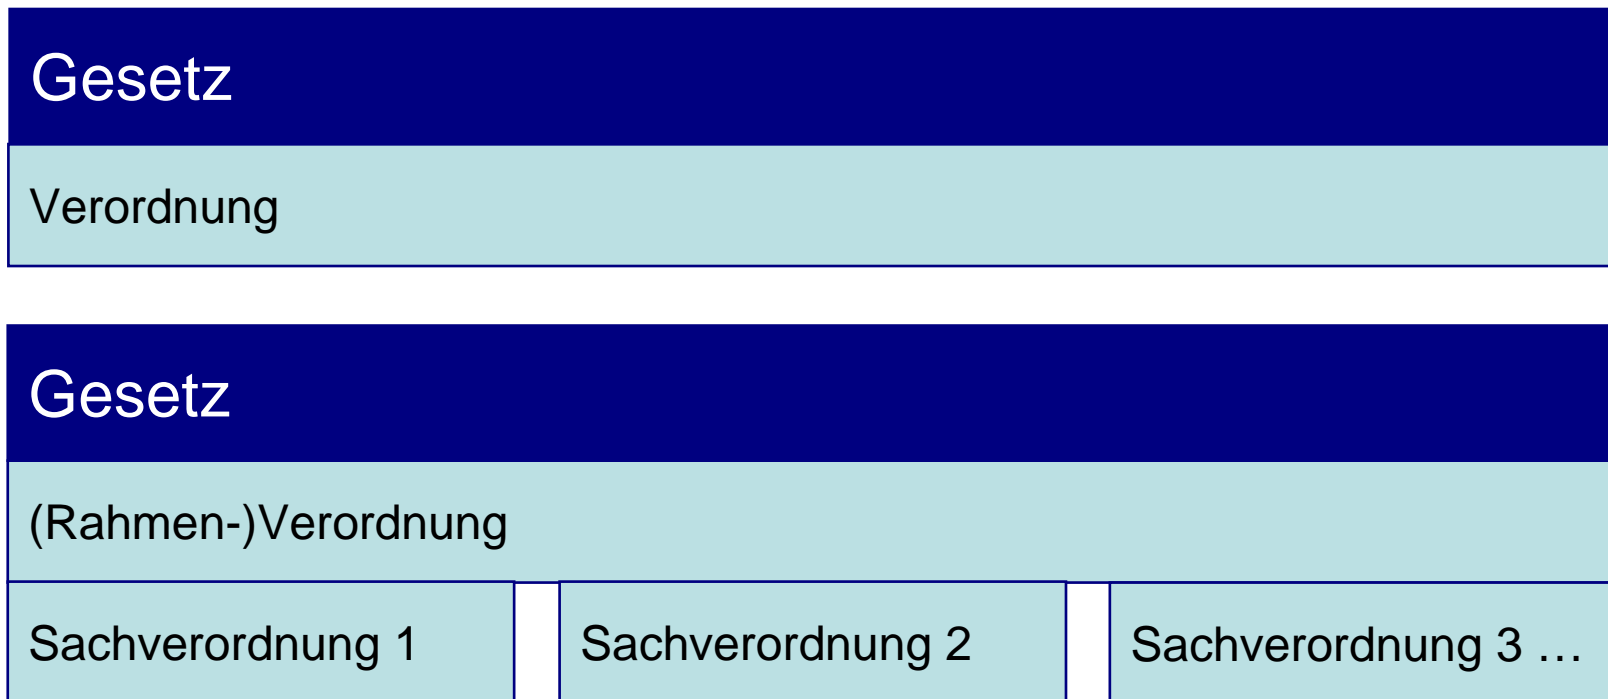 Gesetz
Verordnung
Gesetz
(Rahmen-)Verordnung
Sachverordnung 1
Sachverordnung 2
Sachverordnung 3 …